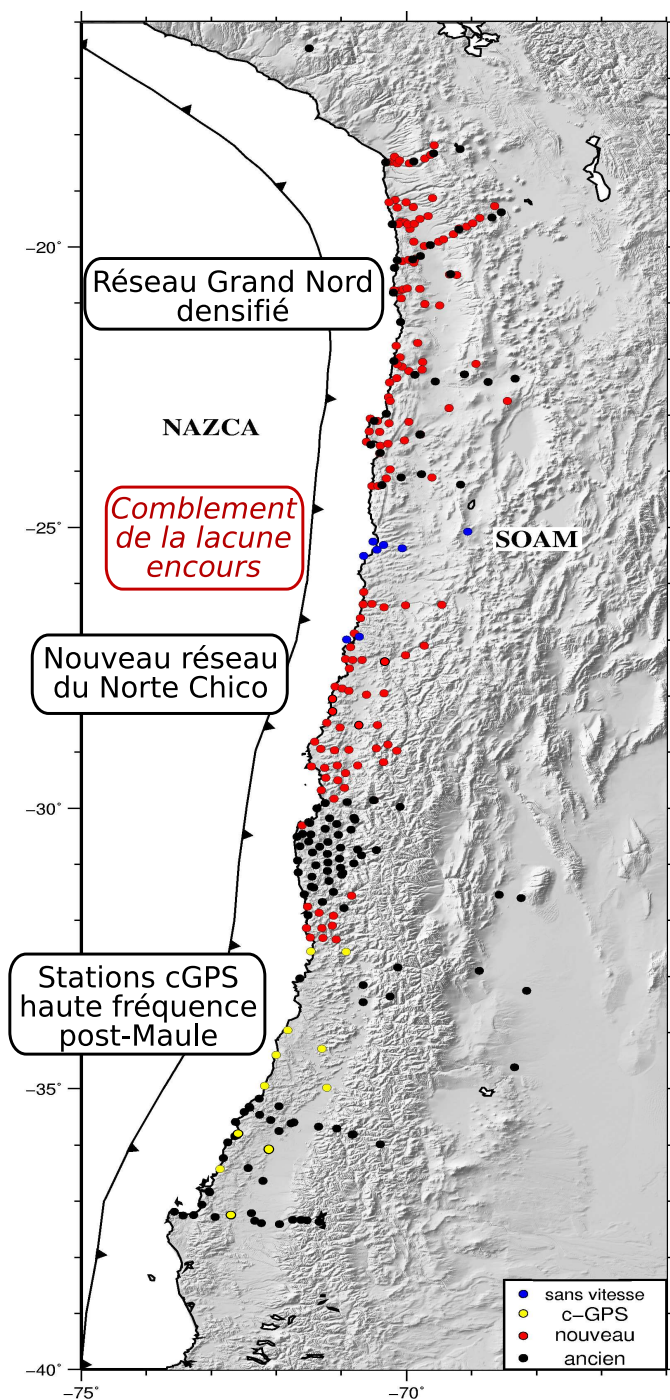 −20°
Réseau Grand Nord
densifié
NAZCA
Comblement
de la lacune
encours
−25°
SOAM
Nouveau réseau
du Norte Chico
−30°
Stations cGPS
haute fréquence
post-Maule
−35°
sans vitesse
c−GPS
nouveau
ancien
−40°
−75°
−70°